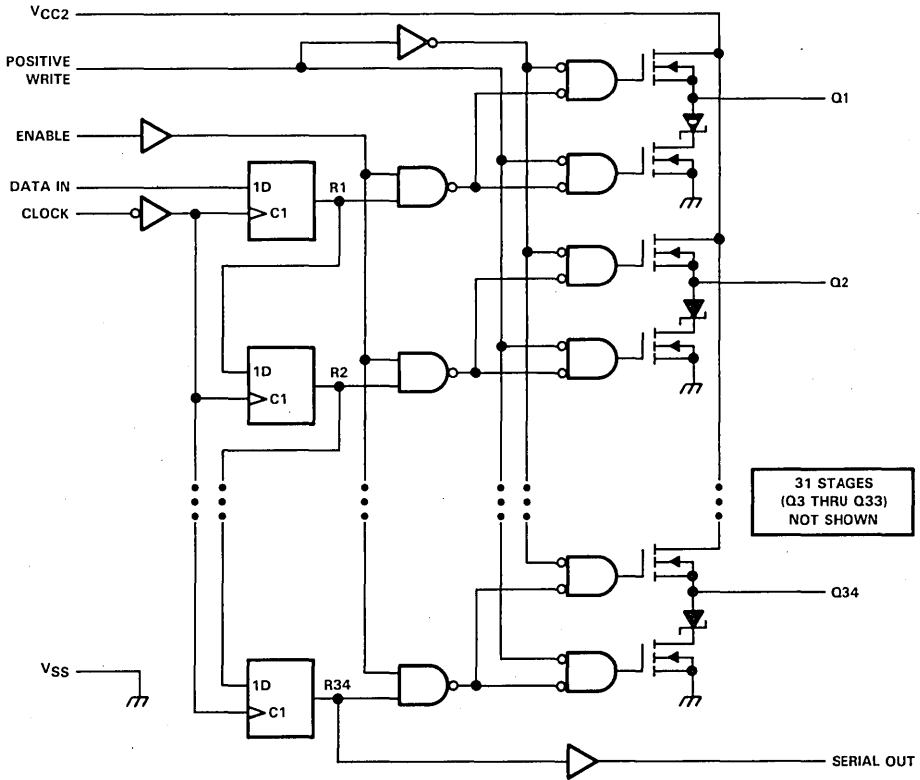 VCC2
POSITIVE
WRITE
Q1
ENABLE
DATA IN
1D
R1
CLOCK
C1
Q2
1D
R2
C1
31 STAGES
(Q3 THRU Q33)
NOT SHOWN
Q34
VSS
1D
R34
C1
SERIAL OUT